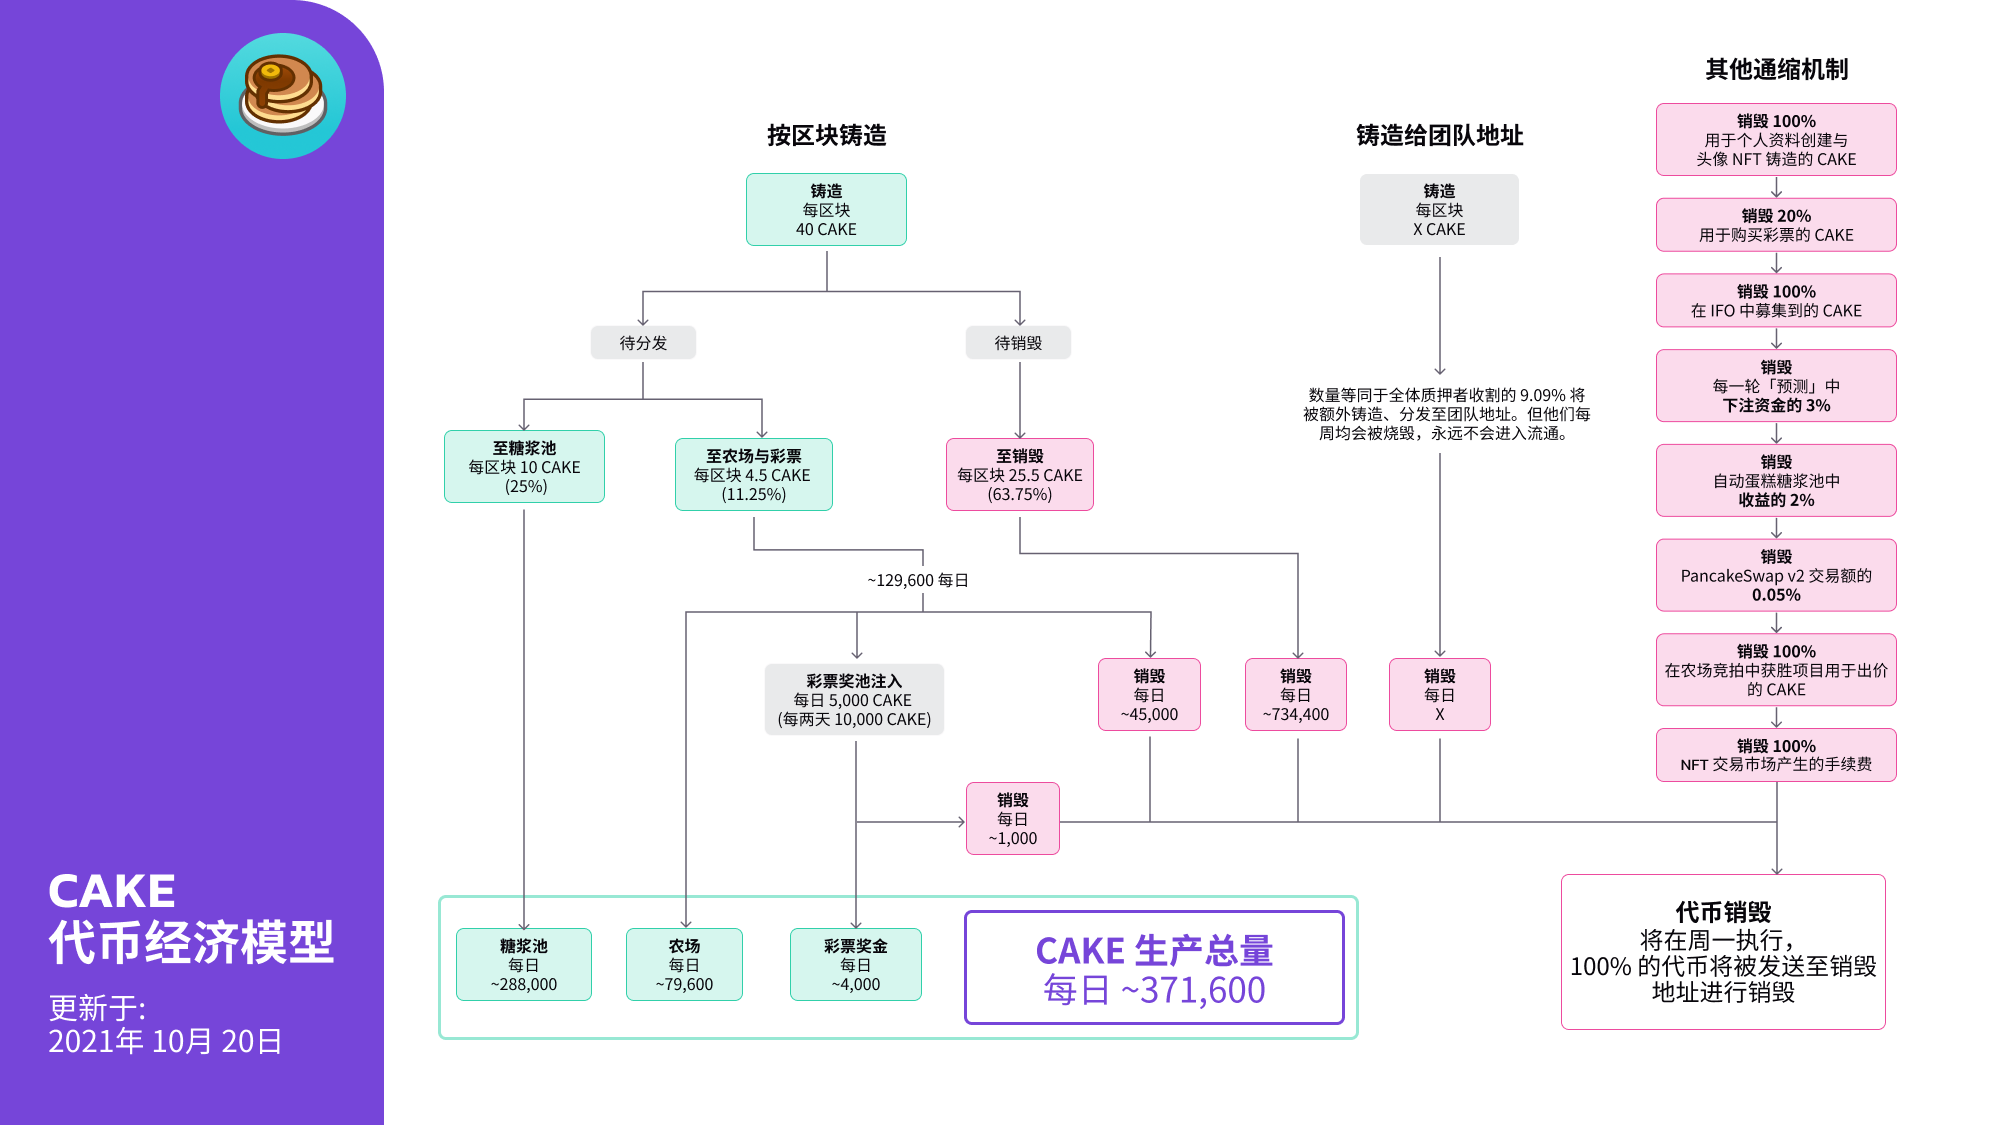 CAKE
代币经济模型
更新于:
2021年 10月 20日
按区块铸造
铸造
每区块
40 CAKE
待分发
待销毁
至糖浆池
每区块 10 CAKE
(25%)
至农场与彩票
每区块 4.5 CAKE
(11.25%)
至销毁
每区块 25.5 CAKE
(63.75%)
~129,600 每日
彩票奖池注入
每日 5,000 CAKE
(每两天 10,000 CAKE)
销毁
每日
~45,000
销毁
每日
~734,400
销毁
每日
X
销毁
每日
~1,000
糖浆池
每日
~288,000
农场
每日
~79,600
彩票奖金
每日
~4,000
CAKE 生产总量
每日 ~371,600
铸造给团队地址
铸造
每区块
X CAKE
数量等同于全体质押者收割的 9.09% 将
被额外铸造、分发至团队地址。但他们每
周均会被烧毁，永远不会进入流通。
其他通缩机制
销毁 100%
用于个人资料创建与
头像 NFT 铸造的 CAKE
销毁 20%
用于购买彩票的 CAKE
销毁 100%
在 IFO 中募集到的 CAKE
销毁
每一轮「预测」中
下注资金的 3%
销毁
自动蛋糕糖浆池中
收益的 2%
销毁
PancakeSwap v2 交易额的
0.05%
销毁 100%
在农场竞拍中获胜项目用于出价
的 CAKE
销毁 100%
NFT 交易市场产生的手续费
代币销毁
将在周一执行，
100% 的代币将被发送至销毁
地址进行销毁